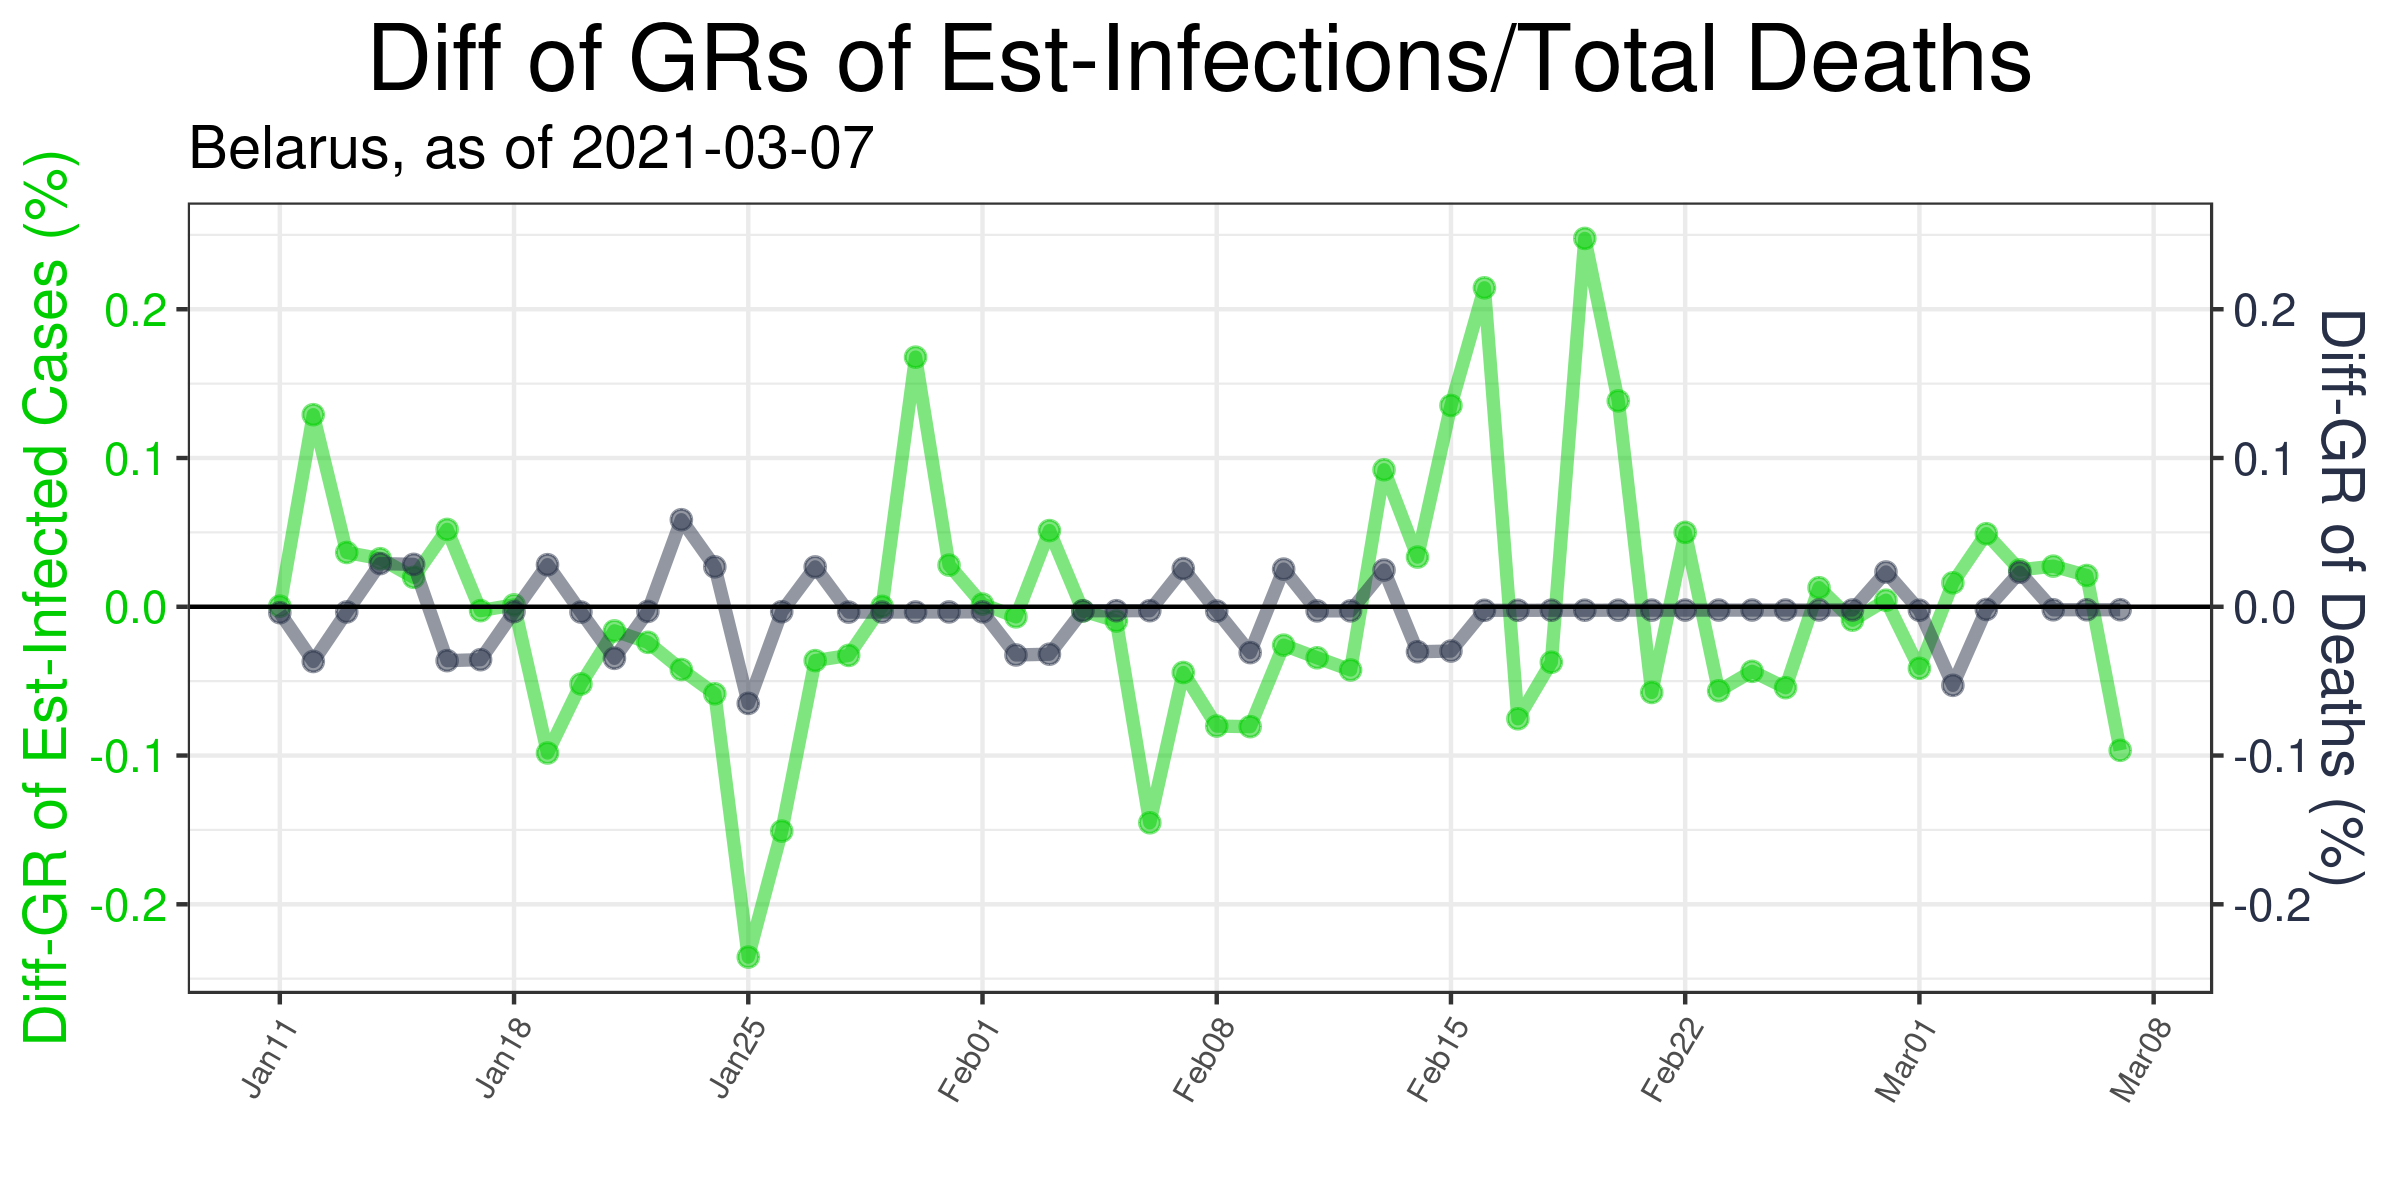 Diff of GRs of Est-Infections/Total Deaths
Belarus, as of 2021-03-07
Diff-GR of Est-Infected Cases (%)
0.2
0.1
0.0
-0.1
-0.2
0.2
0.1
0.0
-0.1
-0.2
Diff-GR of Deaths (%)
Jan11
Jan18
Jan25
Feb01
Feb08
Feb15
Feb22
Mar01
Mar08